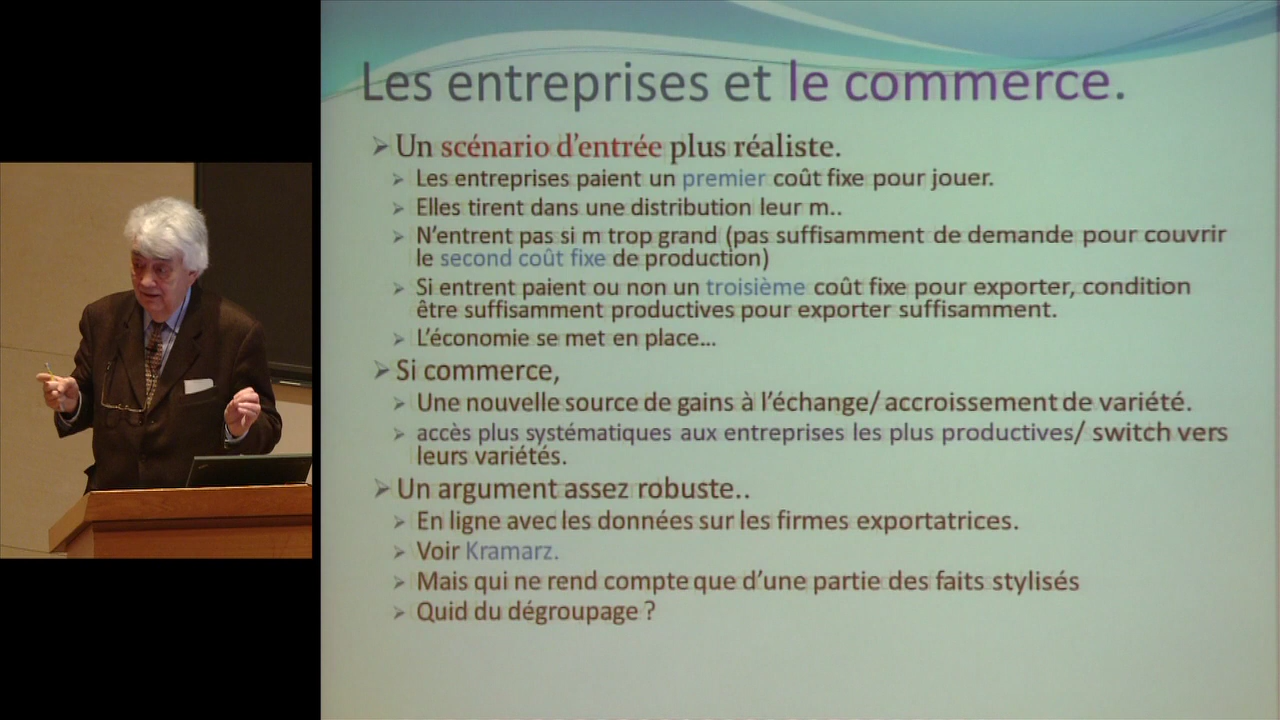 Les entreprises et le commerce.
Un scénario d'entrée plus réaliste.
Les entreprises paient un premier coût fixe pour jouer.
Elles tirent dans une distribution leur m..
N'entrent pas si m trop grand (pas suffisamment de demande pour couvrir
le second coût fixe de production)
Si entrent paient ou non un troisième coût fixe pour exporter, condition
être suffisamment productives pour exporter suffisamment.
L'économie se met en place...
Si commerce,
Une nouvelle source de gains à l'échange/ accroissement de variété.
accès plus systématiques aux entreprises les plus productives/ switch vers
leurs variétés.
Un argument assez robuste..
En ligne avec les données sur les firmes exportatrices.
Voir Kramarz.
Mais qui ne rend compte que d'une partie des faits stylisés
Quid du dégroupage ?